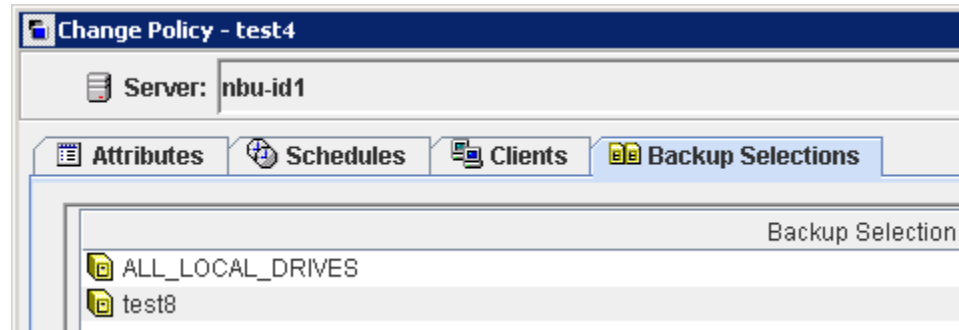 Change Policy - test4
Server: nbu-id1
Attributes Schedules Clients Backup Selections
Backup Selection
ALL_LOCAL_DRIVES
test8